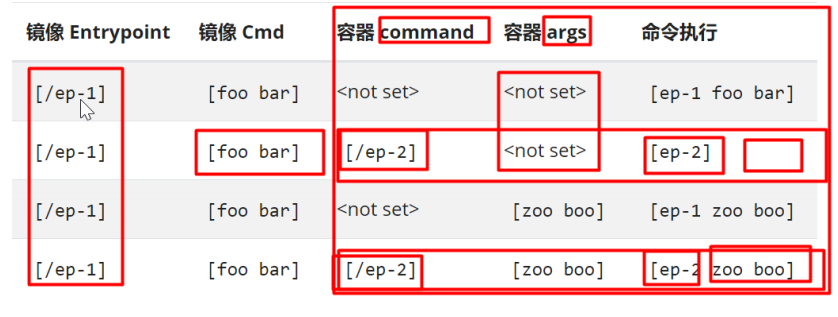 镜像 Entrypoint 镜像 Cmd 容器 command 容器 args 命令执行
[/ep-1] [foo bar] <not set> <not set> [ep-1 foo bar]
[/ep-1] [foo bar] [/ep-2] <not set> [ep-2]
[/ep-1] [foo bar] <not set> [zoo boo] [ep-1 zoo boo]
[/ep-1] [foo bar] [/ep-2] [zoo boo] [ep-2 zoo boo]